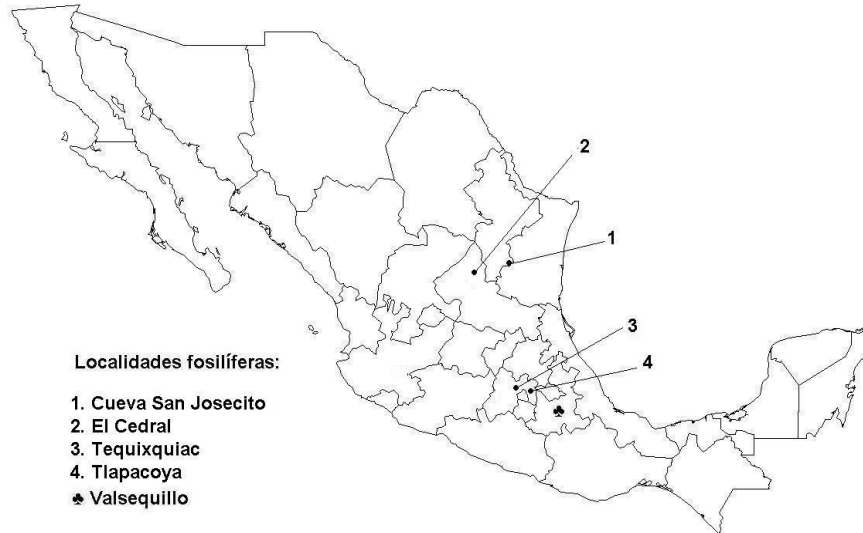 2
1
3
4
Localidades fosilíferas:
1. Cueva San Josecito
2. El Cedral
3. Tequixquiac
4. Tlapacoya
♣ Valsequillo